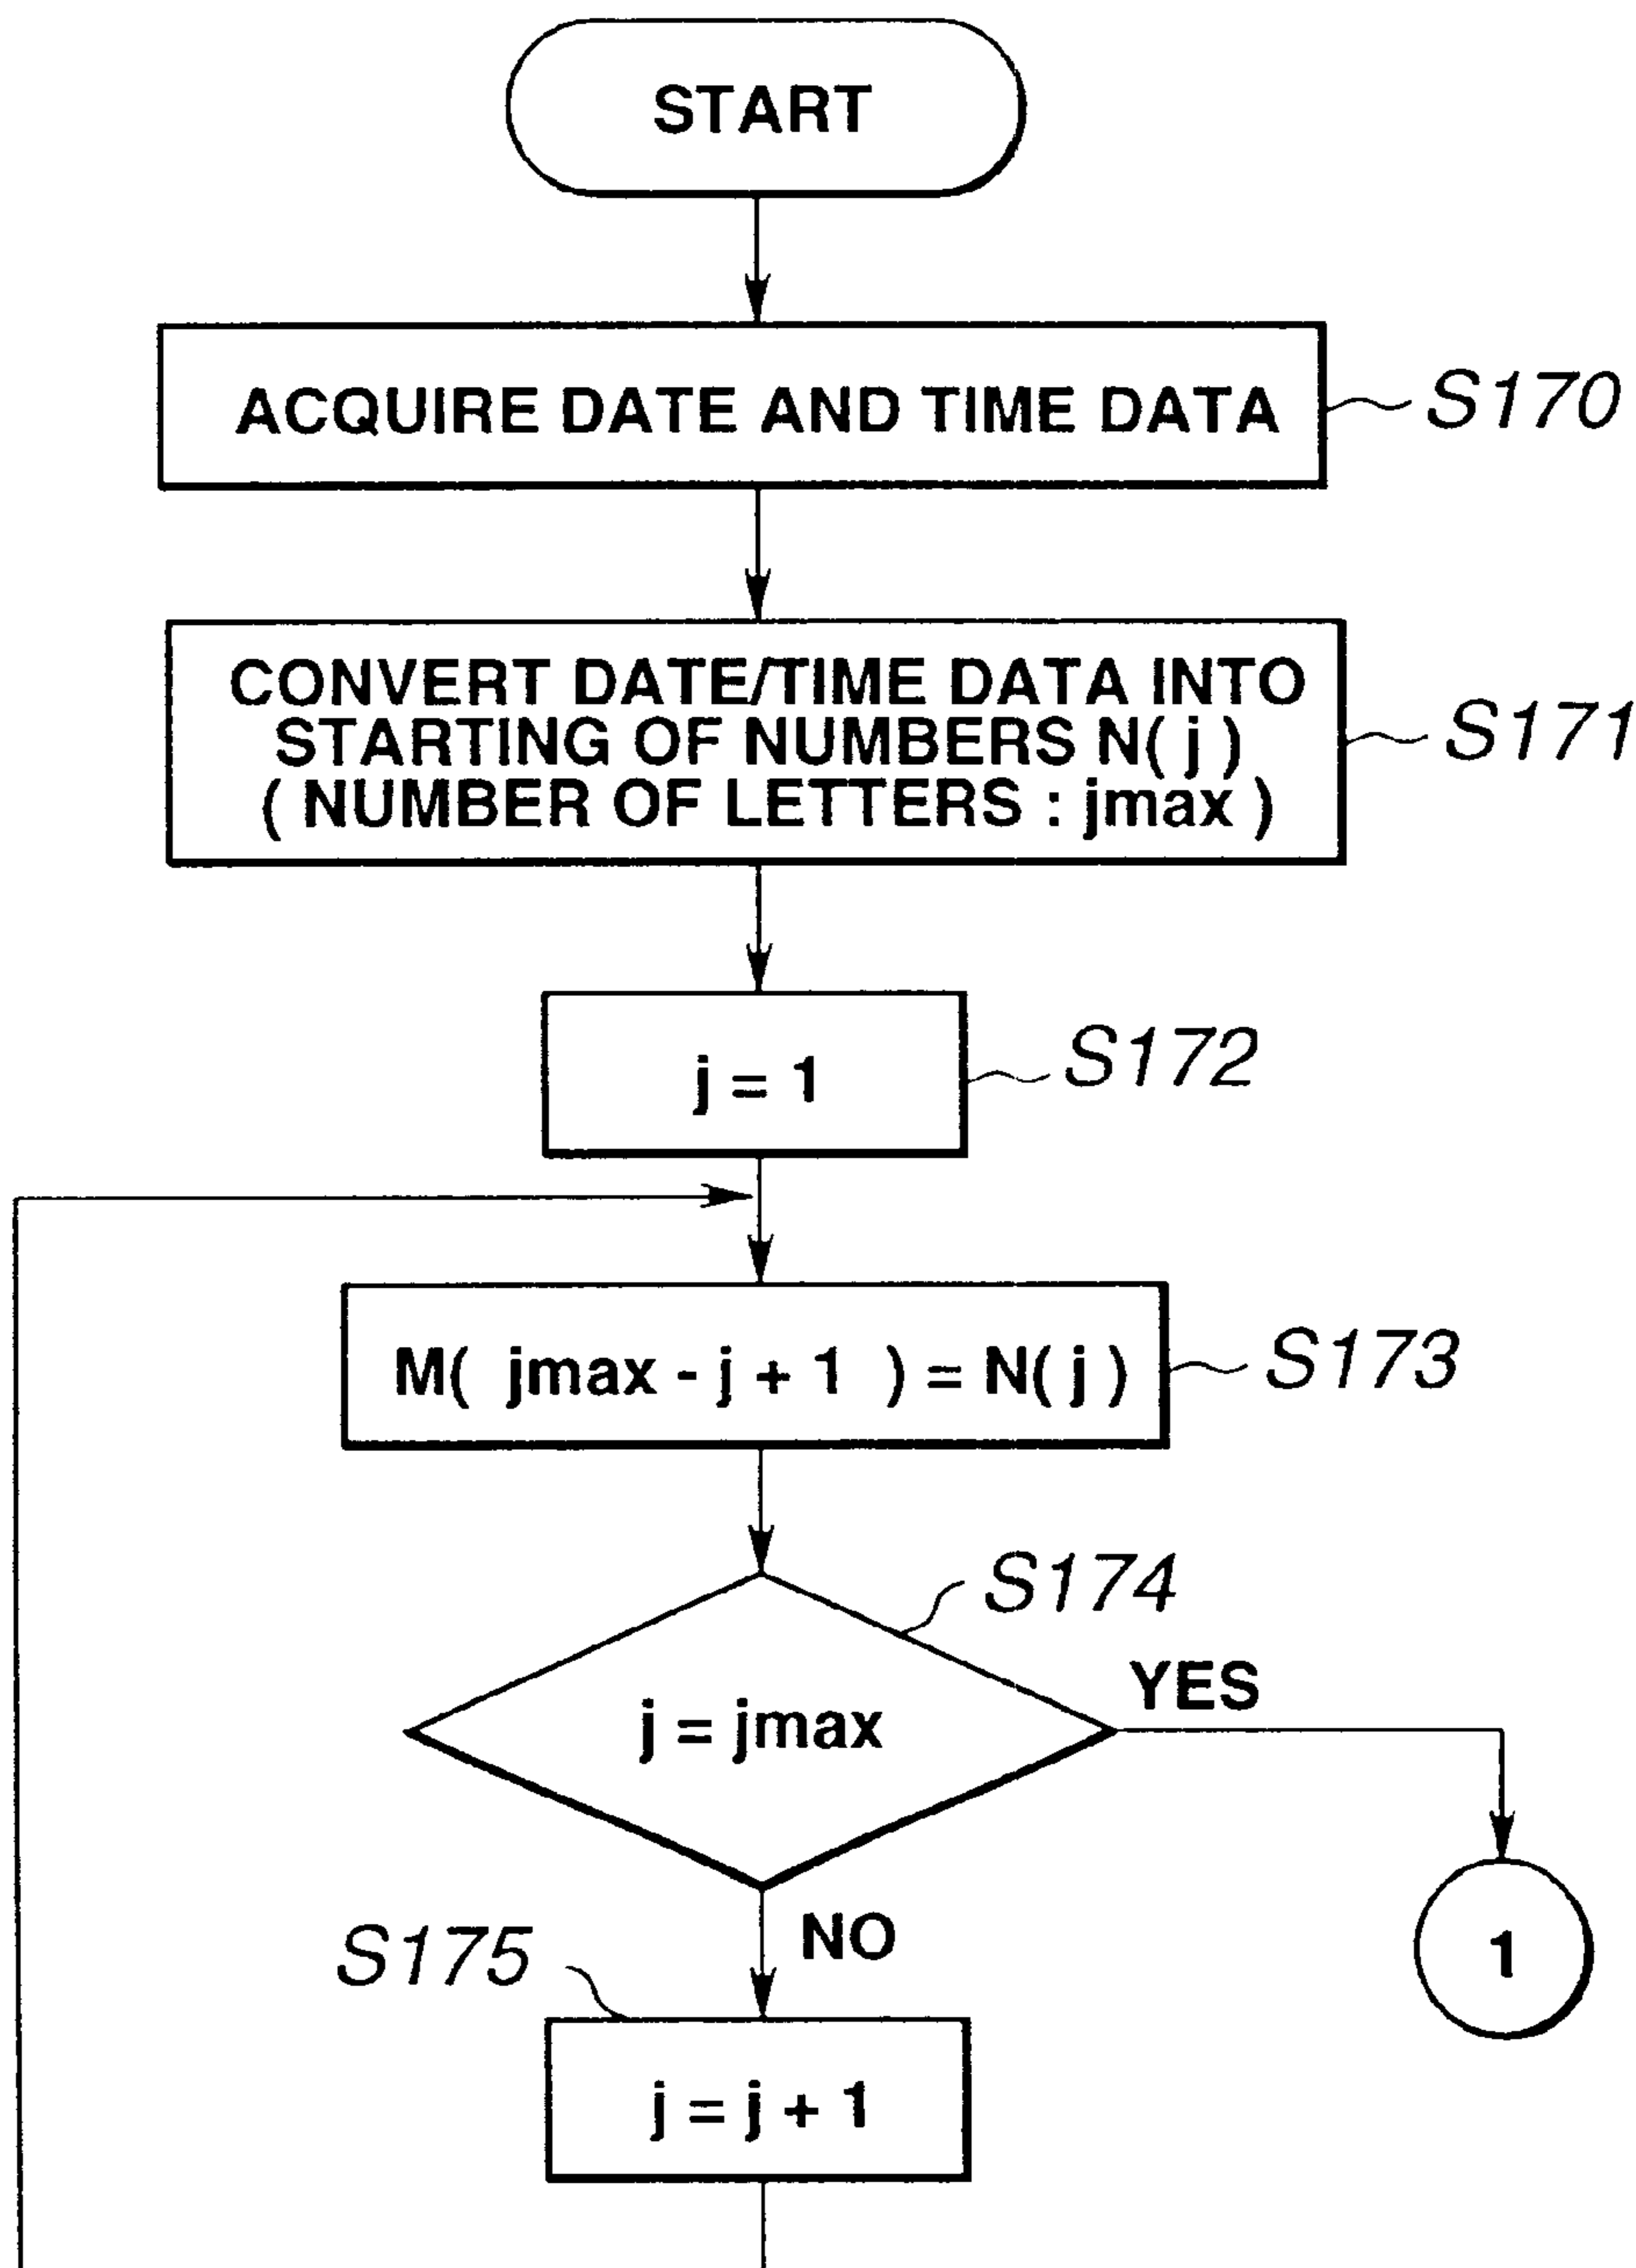 START
ACQUIRE DATE AND TIME DATA
S170
CONVERT DATE/TIME DATA INTO
STARTING OF NUMBERS N( j )
( NUMBER OF LETTERS : jmax )
S171
j = 1
S172
M( jmax - j + 1 ) = N( j )
S173
S174
j = jmax
YES
1
NO
S175
j = j + 1